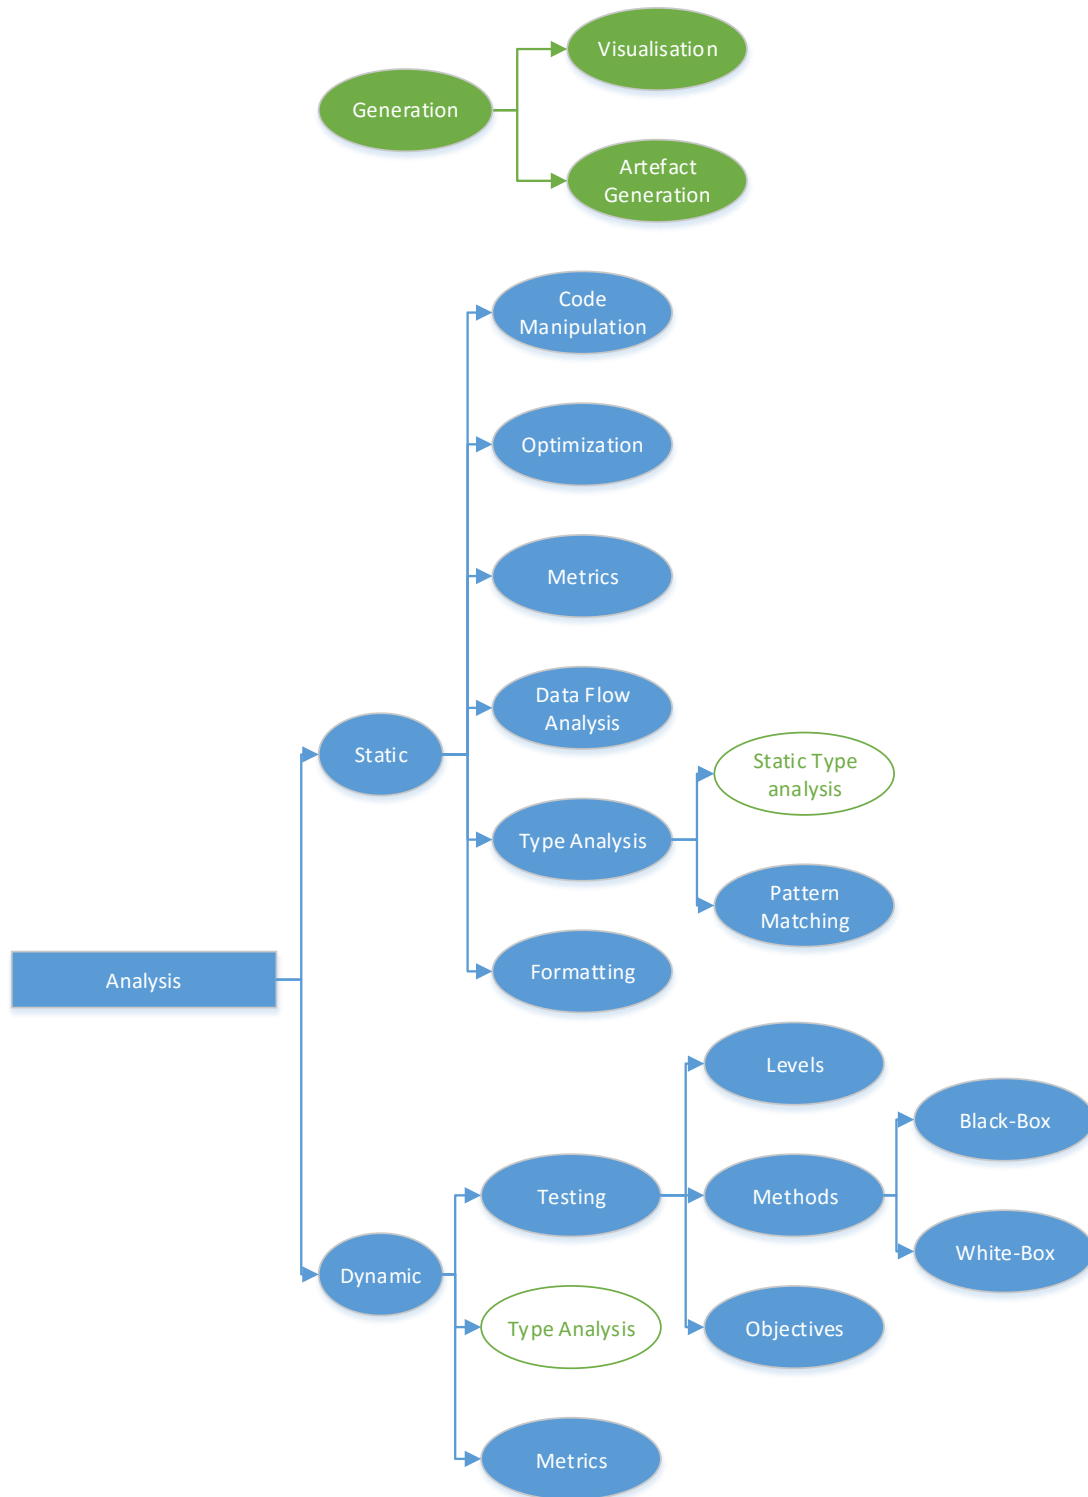 Visualisation
Generation
Artefact
Generation
Code
Manipulation
Optimization
Metrics
Data Flow
Analysis
Static
Static Type
analysis
Type Analysis
Pattern
Matching
Formatting
Analysis
Levels
Black-Box
Testing
Methods
White-Box
Dynamic
Type Analysis
Objectives
Metrics